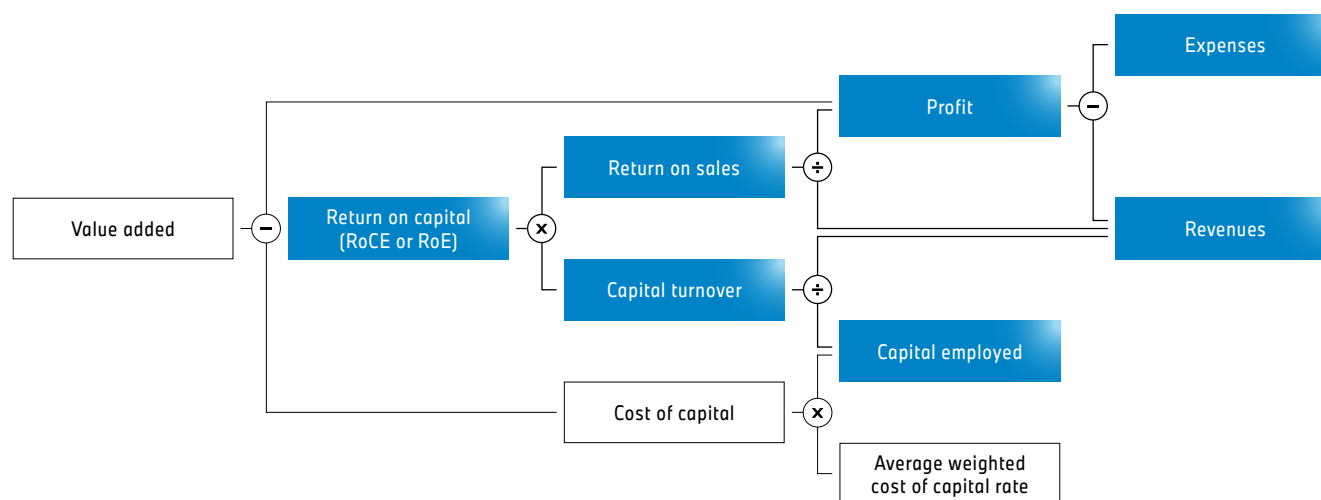 Expenses
Profit
−
Return on sales
÷
Value added
−
Return on capital
(RoCE or RoE)
×
Revenues
Capital turnover
÷
Capital employed
Cost of capital
×
Average weighted
cost of capital rate